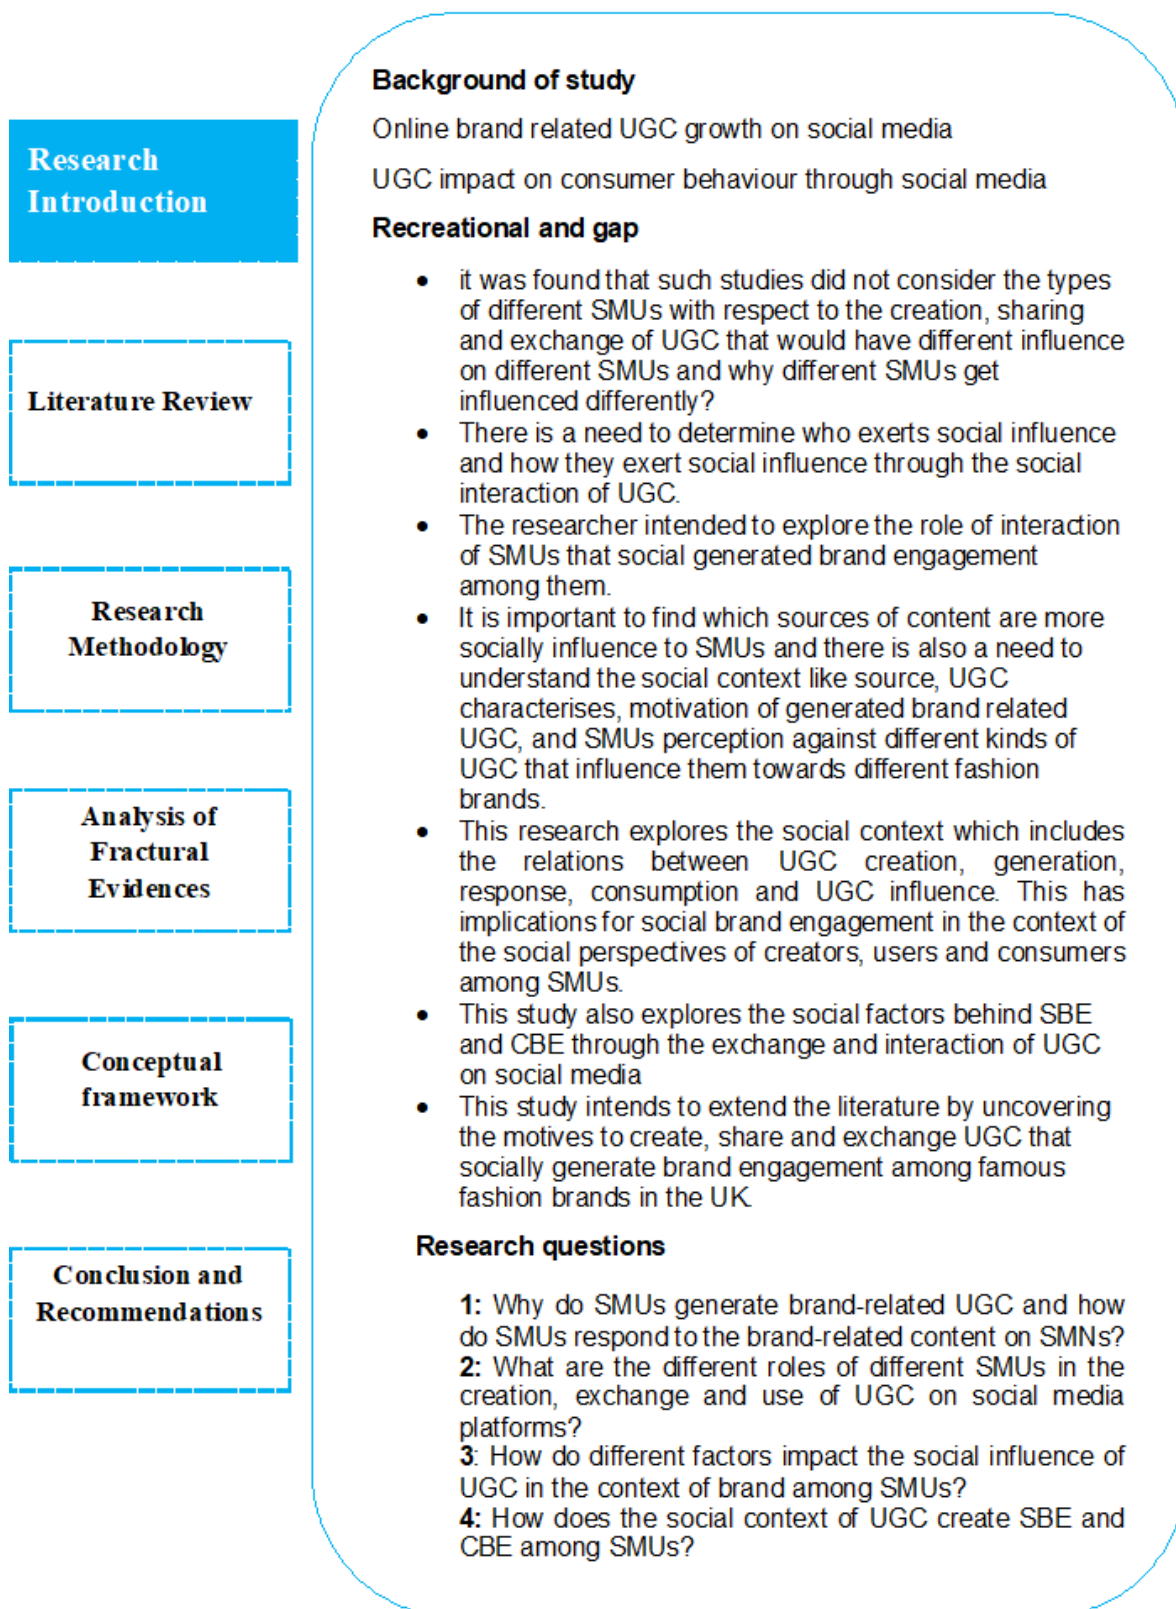 Research
Introduction
Literature Review
Research
Methodology
Analysis of
Fractural
Evidences
Conceptual
framework
Conclusion and
Recommendations
Background of study
Online brand related UGC growth on social media
UGC impact on consumer behaviour through social media
Recreational and gap
• it was found that such studies did not consider the types
of different SMUs with respect to the creation, sharing
and exchange of UGC that would have different influence
on different SMUs and why different SMUs get
influenced differently?
• There is a need to determine who exerts social influence
and how they exert social influence through the social
interaction of UGC.
• The researcher intended to explore the role of interaction
of SMUs that social generated brand engagement
among them.
• It is important to find which sources of content are more
socially influence to SMUs and there is also a need to
understand the social context like source, UGC
characterises, motivation of generated brand related
UGC, and SMUs perception against different kinds of
UGC that influence them towards different fashion
brands.
• This research explores the social context which includes
the relations between UGC creation, generation,
response, consumption and UGC influence. This has
implications for social brand engagement in the context of
the social perspectives of creators, users and consumers
among SMUs.
• This study also explores the social factors behind SBE
and CBE through the exchange and interaction of UGC
on social media
• This study intends to extend the literature by uncovering
the motives to create, share and exchange UGC that
socially generate brand engagement among famous
fashion brands in the UK.
Research questions
1: Why do SMUs generate brand-related UGC and how
do SMUs respond to the brand-related content on SMNs?
2: What are the different roles of different SMUs in the
creation, exchange and use of UGC on social media
platforms?
3: How do different factors impact the social influence of
UGC in the context of brand among SMUs?
4: How does the social context of UGC create SBE and
CBE among SMUs?